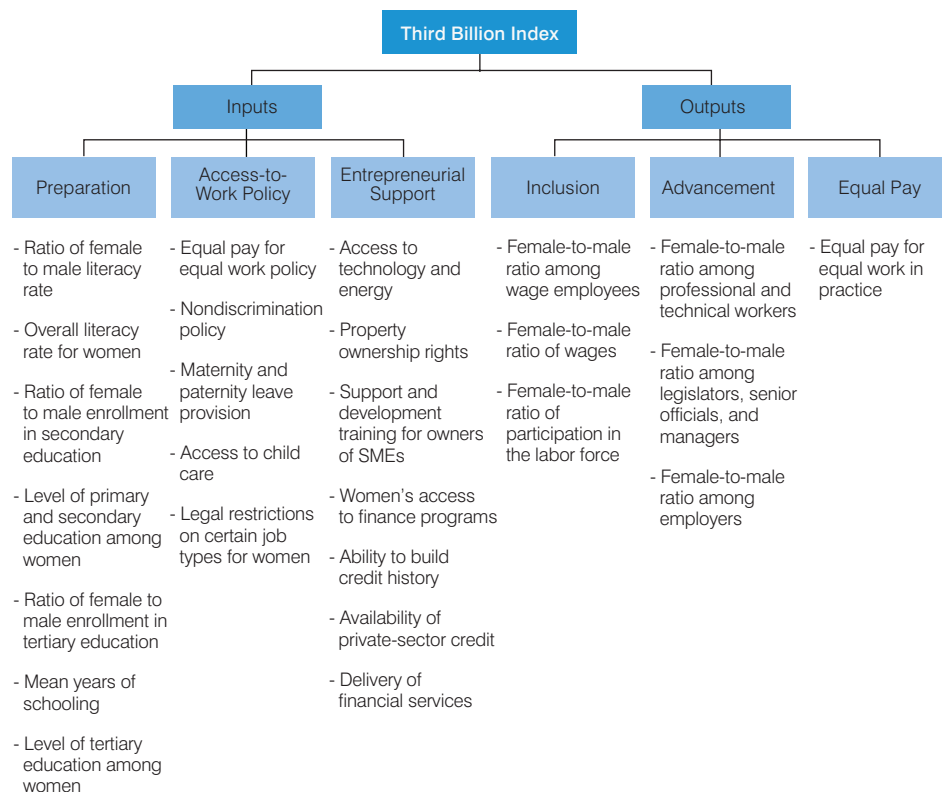 Third Billion Index
Inputs
Outputs
Preparation
Access-to-
Work Policy
Entrepreneurial
Support
Inclusion
Advancement
Equal Pay
- Ratio of female
to male literacy
rate
- Overall literacy
rate for women
- Ratio of female
to male enrollment
in secondary
education
- Level of primary
and secondary
education among
women
- Ratio of female to
male enrollment in
tertiary education
- Mean years of
schooling
- Level of tertiary
education among
women
- Equal pay for
equal work policy
- Nondiscrimination
policy
- Maternity and
paternity leave
provision
- Access to child
care
- Legal restrictions
on certain job
types for women
- Access to
technology and
energy
- Property
ownership rights
- Support and
development
training for owners
of SMEs
- Women's access
to finance programs
- Ability to build
credit history
- Availability of
private-sector credit
- Delivery of
financial services
- Female-to-male
ratio among
wage employees
- Female-to-male
ratio of wages
- Female-to-male
ratio of
participation in
the labor force
- Female-to-male
ratio among
professional and
technical workers
- Female-to-male
ratio among
legislators, senior
officials, and
managers
- Female-to-male
ratio among
employers
- Equal pay for
equal work in
practice